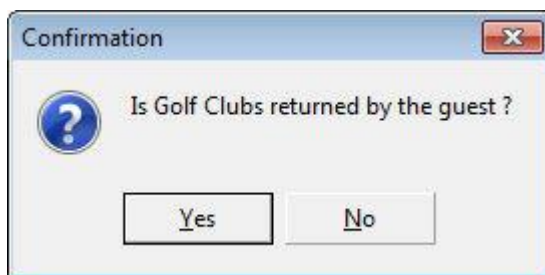 Confirmation
Is Golf Clubs returned by the guest ?
Yes
No